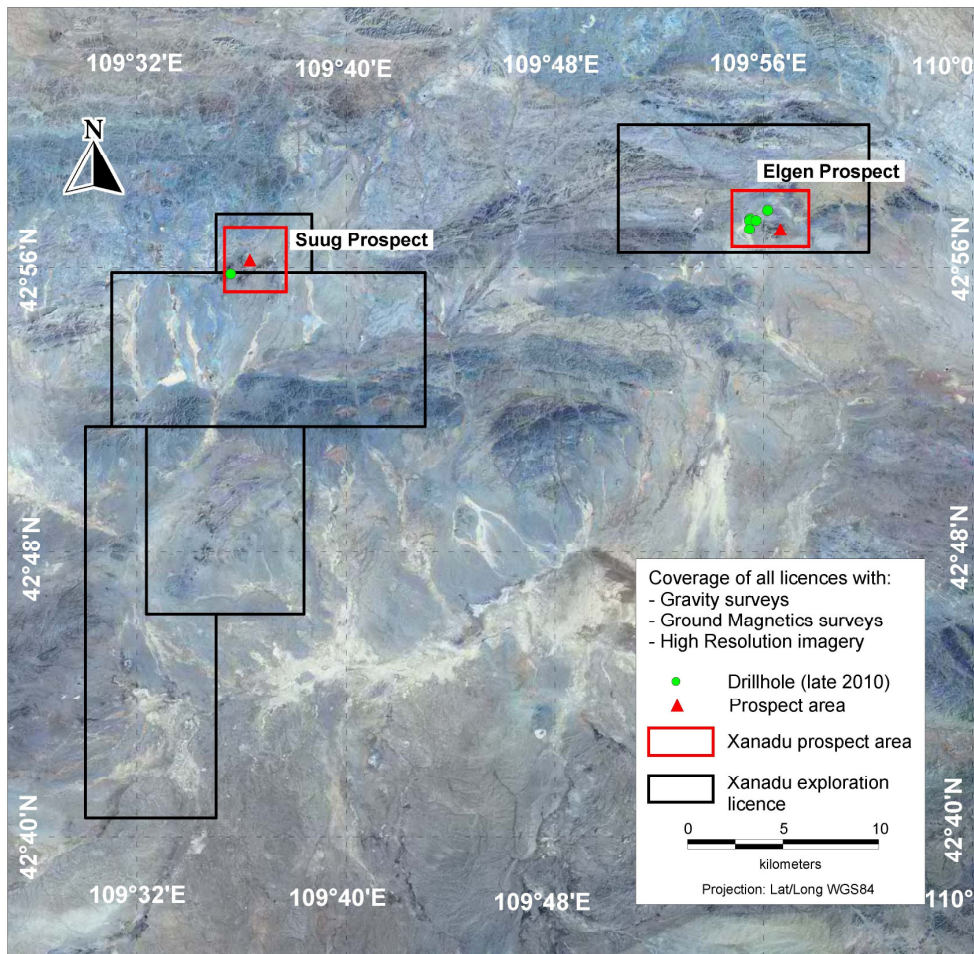 109°32'E
109°40'E
109°48'E
109°56'E
110°0
N
Elgen Prospect
Suug Prospect
42°56'N
42°56'N
42°48'N
42°48'N
Coverage of all licences with:
- Gravity surveys
- Ground Magnetics surveys
- High Resolution imagery
Drillhole (late 2010)
Prospect area
Xanadu prospect area
Xanadu exploration
licence
0 5 10
kilometers
Projection: Lat/Long WGS84
42°40'N
42°40'N
109°32'E
109°40'E
109°48'E
110°